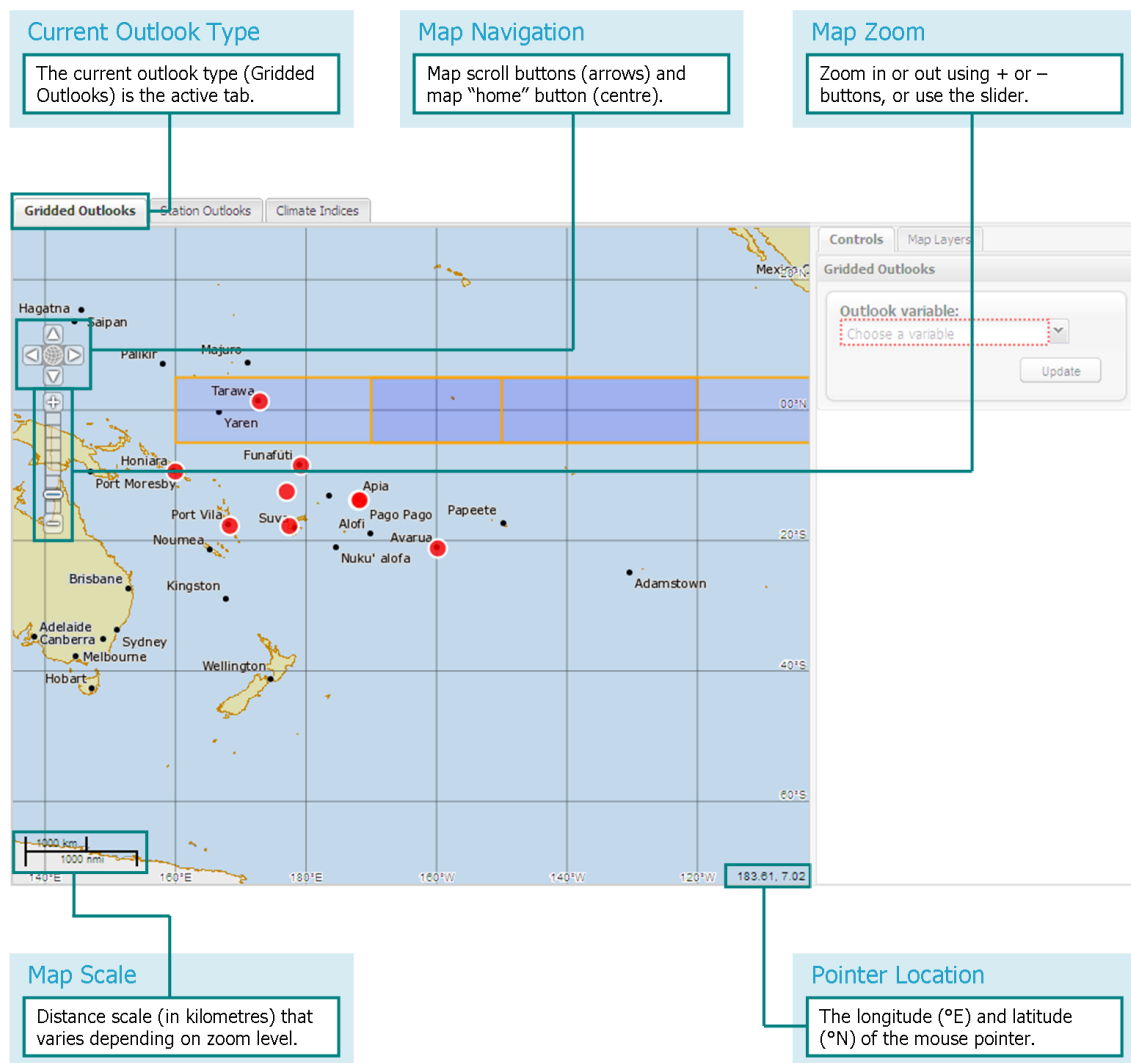 Current Outlook Type
The current outlook type (Gridded
Outlooks) is the active tab.
Map Navigation
Map scroll buttons (arrows) and
map “home” button (centre).
Map Zoom
Zoom in or out using + or –
buttons, or use the slider.
Gridded Outlooks
Station Outlooks
Climate Indices
Controls
Map Layers
Gridded Outlooks
Outlook variable:
Choose a variable
Update
20°N
Hagatna
Saipan
Palikir
Majuro
Tarawa
Yaren
00°N
Funafuti
Honiara
Port Moresby
Apia
Port Vila
Suva
Pago Pago
Papeete
Alofi
Avarua
20°S
Noumea
Nuku' alofa
Brisbane
Kingston
Adamstown
Adelaide
Canberra
Sydney
Melbourne
Wellington
40°S
Hobart
60°S
1000 km
1000 nmi
140°E
160°E
180°E
160°W
140°W
120°W
183.61, 7.02
Map Scale
Distance scale (in kilometres) that
varies depending on zoom level.
Pointer Location
The longitude (°E) and latitude
(°N) of the mouse pointer.